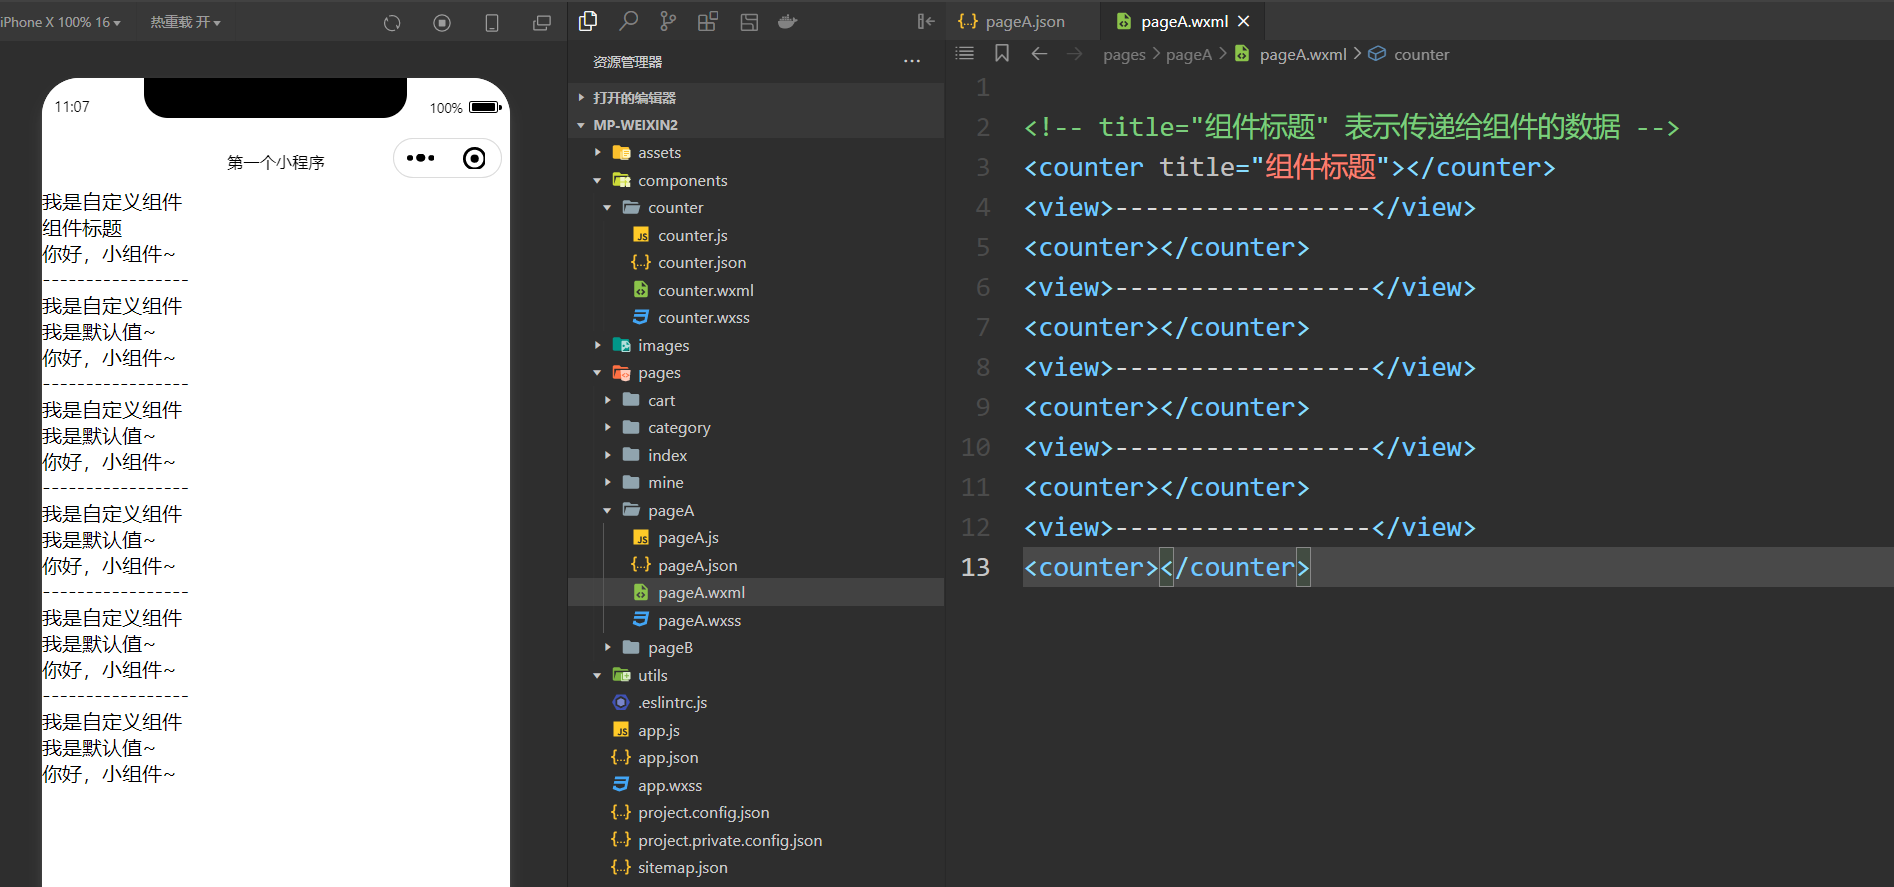 iPhone X 100% 16
热重载 开
11:07
100%
第一个小程序
我是自定义组件
组件标题
你好，小组件~
-----------------
我是自定义组件
我是默认值~
你好，小组件~
-----------------
我是自定义组件
我是默认值~
你好，小组件~
-----------------
我是自定义组件
我是默认值~
你好，小组件~
-----------------
我是自定义组件
我是默认值~
你好，小组件~
-----------------
我是自定义组件
我是默认值~
你好，小组件~
资源管理器
打开的编辑器
MP-WEIXIN2
assets
components
counter
counter.js
counter.json
counter.wxml
counter.wxss
images
pages
cart
category
index
mine
pageA
pageA.js
pageA.json
pageA.wxml
pageA.wxss
pageB
utils
.eslintrc.js
app.js
app.json
app.wxss
project.config.json
project.private.config.json
sitemap.json
pageA.json
pageA.wxml
pages > pageA > pageA.wxml > counter
1
2 <!-- title="组件标题" 表示传递给组件的数据 -->
3 <counter title="组件标题"></counter>
4 <view>-----------------</view>
5 <counter></counter>
6 <view>-----------------</view>
7 <counter></counter>
8 <view>-----------------</view>
9 <counter></counter>
10 <view>-----------------</view>
11 <counter></counter>
12 <view>-----------------</view>
13 <counter></counter>